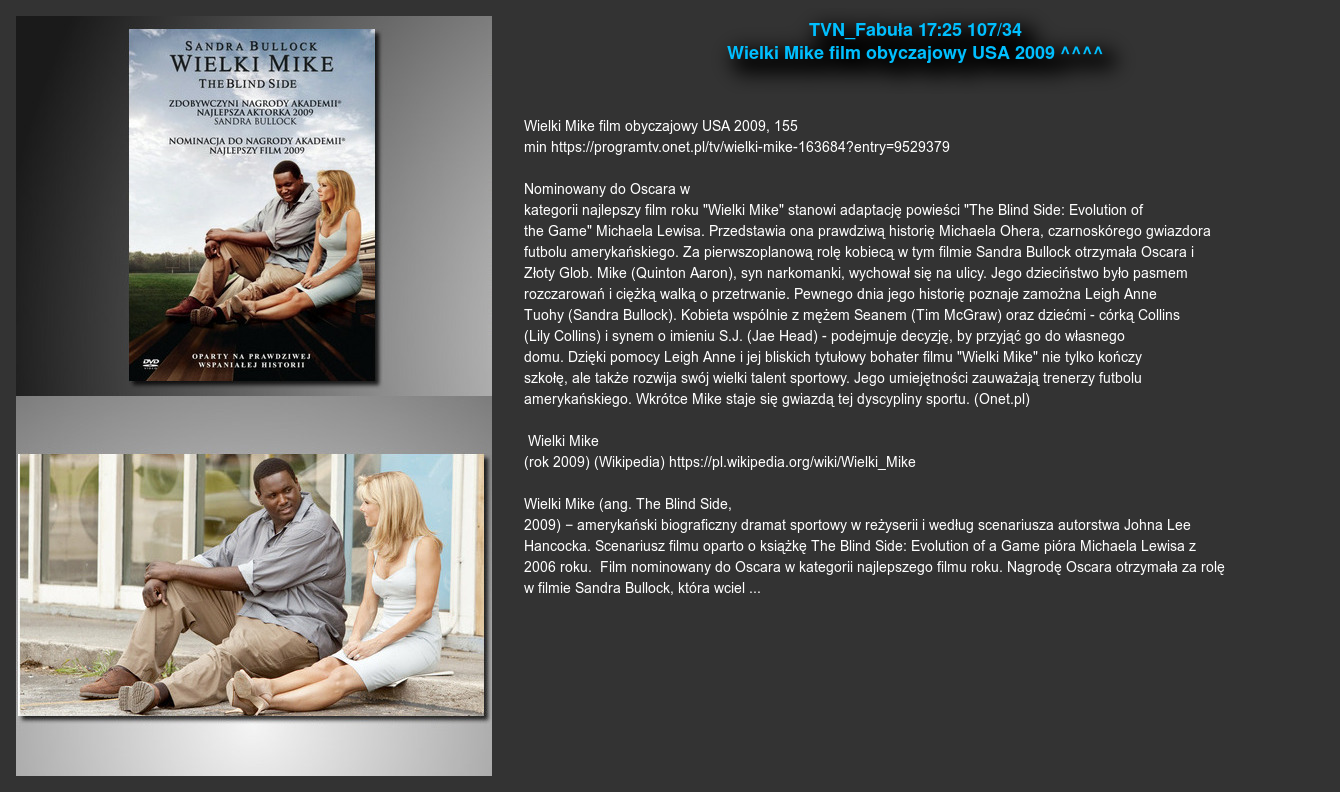 SANDRA BULLOCK
WIELKI MIKE
THE BLIND SIDE
ZDOBYWCZYNI NAGRODY AKADEMII®
NAJLEPSZA AKTORKA 2009
SANDRA BULLOCK
NOMINACJA DO NAGRODY AKADEMII®
NAJLEPSZY FILM 2009
DVD
OPARTY NA PRAWDZIWEJ
WSPANIAŁEJ HISTORII
TVN_Fabuła 17:25 107/34
Wielki Mike film obyczajowy USA 2009 ^^^^
Wielki Mike film obyczajowy USA 2009, 155
min https://programtv.onet.pl/tv/wielki-mike-163684?entry=9529379
Nominowany do Oscara w
kategorii najlepszy film roku "Wielki Mike" stanowi adaptację powieści "The Blind Side: Evolution of
the Game" Michaela Lewisa. Przedstawia ona prawdziwą historię Michaela Ohera, czarnoskórego gwiazdora
futbolu amerykańskiego. Za pierwszoplanową rolę kobiecą w tym filmie Sandra Bullock otrzymała Oscara i
Złoty Glob. Mike (Quinton Aaron), syn narkomanki, wychował się na ulicy. Jego dzieciństwo było pasmem
rozczarowań i ciężką walką o przetrwanie. Pewnego dnia jego historię poznaje zamożna Leigh Anne
Tuohy (Sandra Bullock). Kobieta wspólnie z mężem Seanem (Tim McGraw) oraz dziećmi - córką Collins
(Lily Collins) i synem o imieniu S.J. (Jae Head) - podejmuje decyzję, by przyjąć go do własnego
domu. Dzięki pomocy Leigh Anne i jej bliskich tytułowy bohater filmu "Wielki Mike" nie tylko kończy
szkołę, ale także rozwija swój wielki talent sportowy. Jego umiejętności zauważają trenerzy futbolu
amerykańskiego. Wkrótce Mike staje się gwiazdą tej dyscypliny sportu. (Onet.pl)
Wielki Mike
(rok 2009) (Wikipedia) https://pl.wikipedia.org/wiki/Wielki_Mike
Wielki Mike (ang. The Blind Side,
2009) – amerykański biograficzny dramat sportowy w reżyserii i według scenariusza autorstwa Johna Lee
Hancocka. Scenariusz filmu oparto o książkę The Blind Side: Evolution of a Game pióra Michaela Lewisa z
2006 roku.  Film nominowany do Oscara w kategorii najlepszego filmu roku. Nagrodę Oscara otrzymała za rolę
w filmie Sandra Bullock, która wciel ...